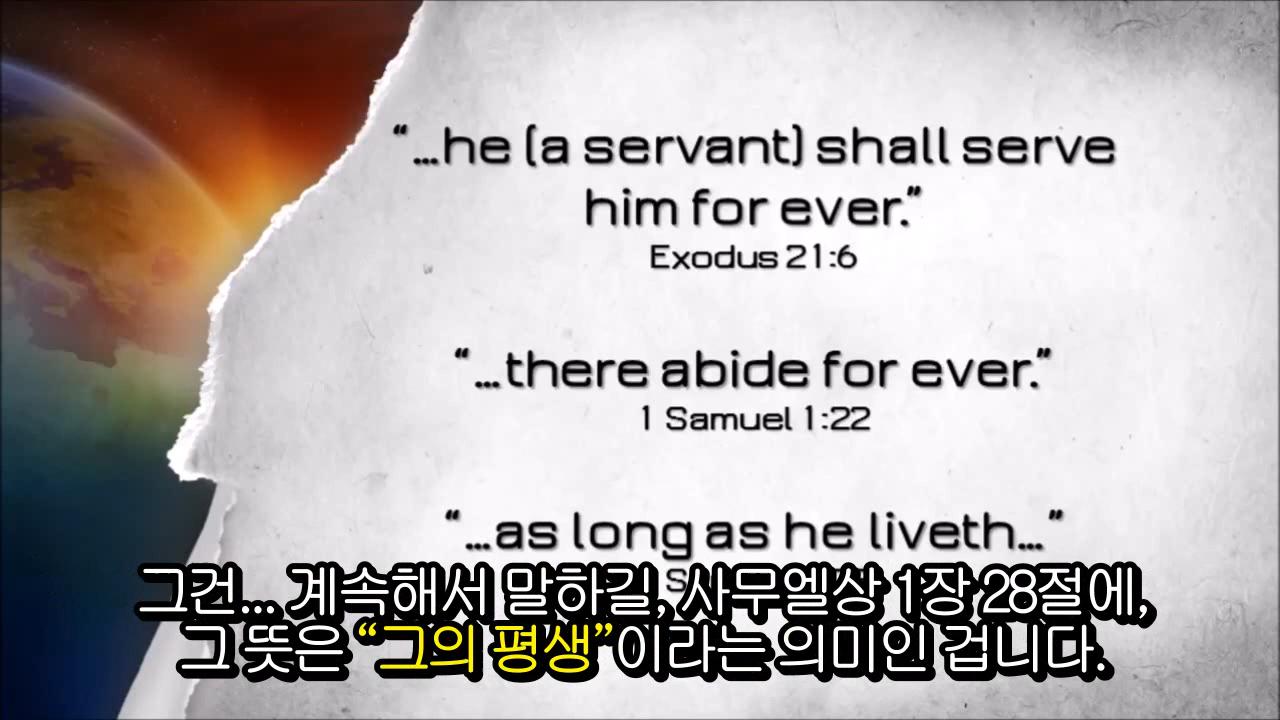 “...he (a servant) shall serve
him for ever.”
Exodus 21:6
“...there abide for ever.”
1 Samuel 1:22
“...as long as he liveth...”
그건... 계속해서 말하길, 사무엘상 1장 28절에,
그 뜻은 “그의 평생”이라는 의미인 겁니다.